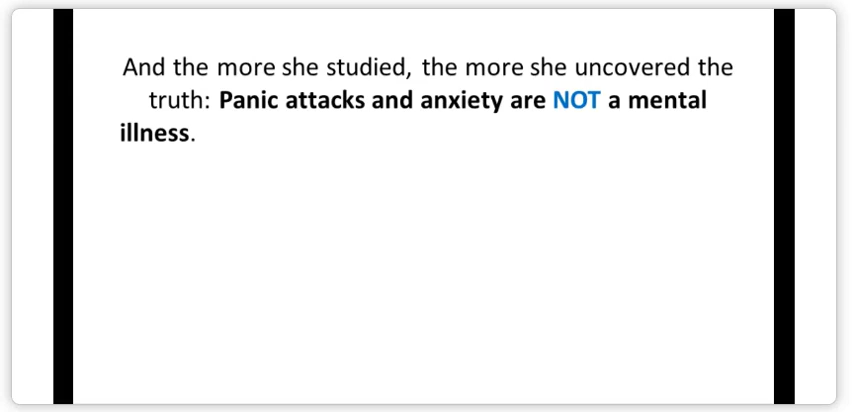 And the more she studied, the more she uncovered the
truth: Panic attacks and anxiety are NOT a mental
illness.